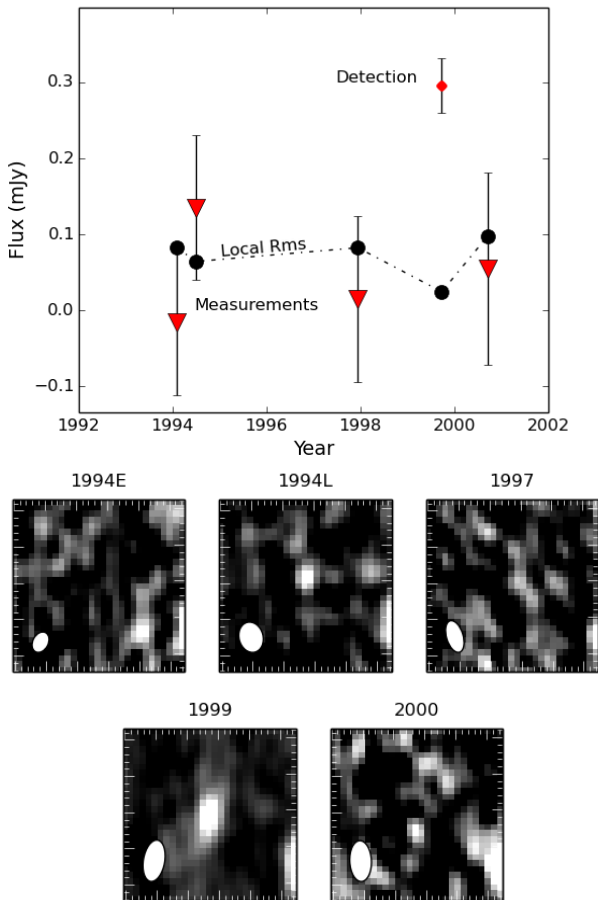 0.3
0.2
0.1
0.0
−0.1
Flux (mJy)
Detection
Local Rms
Measurements
1992
1994
1996
1998
2000
2002
Year
1994E
1994L
1997
1999
2000